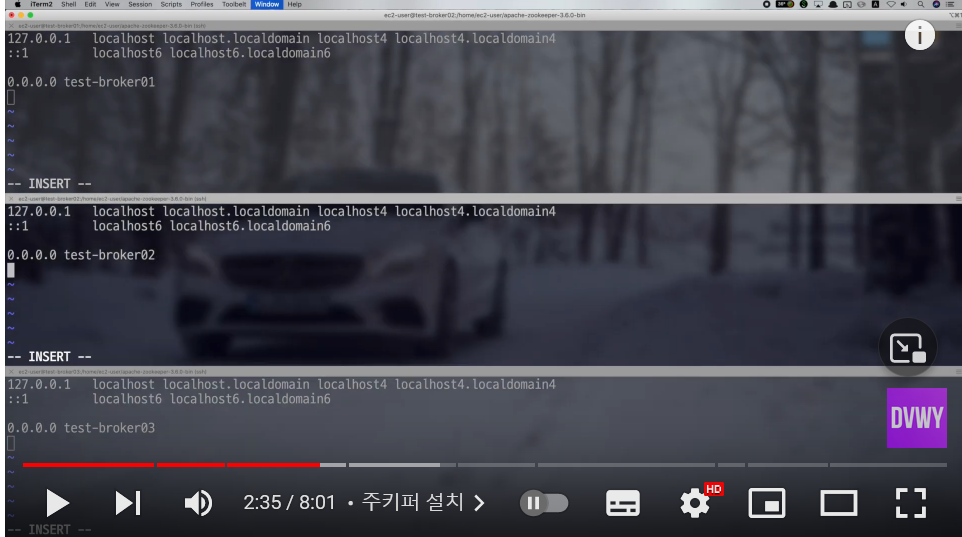 iTerm2 Shell Edit View Session Scripts Profiles Toolbelt Window Help
ec2-user@test-broker02:/home/ec2-user/apache-zookeeper-3.6.0-bin
ec2-user@test-broker01:/home/ec2-user/apache-zookeeper-3.6.0-bin (ssh)
127.0.0.1 localhost localhost.localdomain localhost4 localhost4.localdomain4
::1 localhost6 localhost6.localdomain6
0.0.0.0 test-broker01
~
~
~
~
~
-- INSERT --
ec2-user@test-broker02:/home/ec2-user/apache-zookeeper-3.6.0-bin (ssh)
127.0.0.1 localhost localhost.localdomain localhost4 localhost4.localdomain4
::1 localhost6 localhost6.localdomain6
0.0.0.0 test-broker02
~
~
~
~
~
-- INSERT --
ec2-user@test-broker03:/home/ec2-user/apache-zookeeper-3.6.0-bin (ssh)
127.0.0.1 localhost localhost.localdomain localhost4 localhost4.localdomain4
::1 localhost6 localhost6.localdomain6
DVWY
0.0.0.0 test-broker03
~
~
~
HD
2:35 / 8:01 • 주키퍼 설치
-- INSERT --